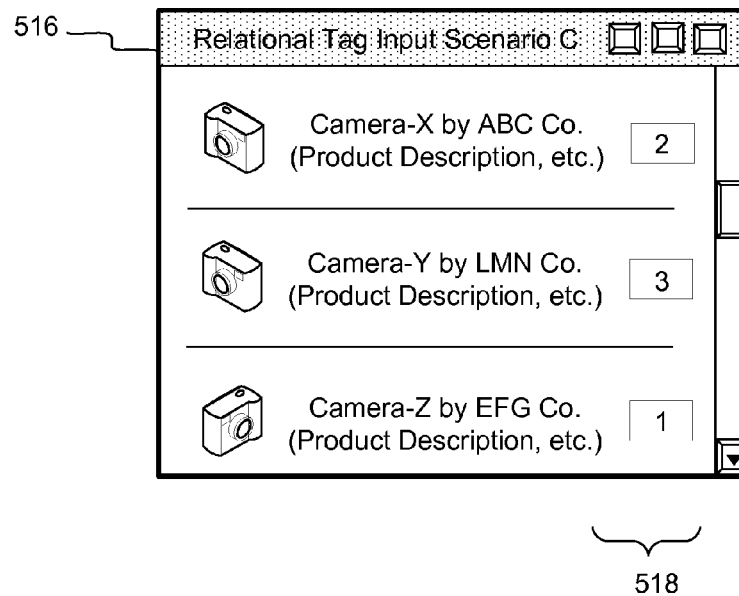 516
Relational Tag Input Scenario C
Camera-X by ABC Co.
(Product Description, etc.)
2
Camera-Y by LMN Co.
(Product Description, etc.)
3
Camera-Z by EFG Co.
(Product Description, etc.)
1
518